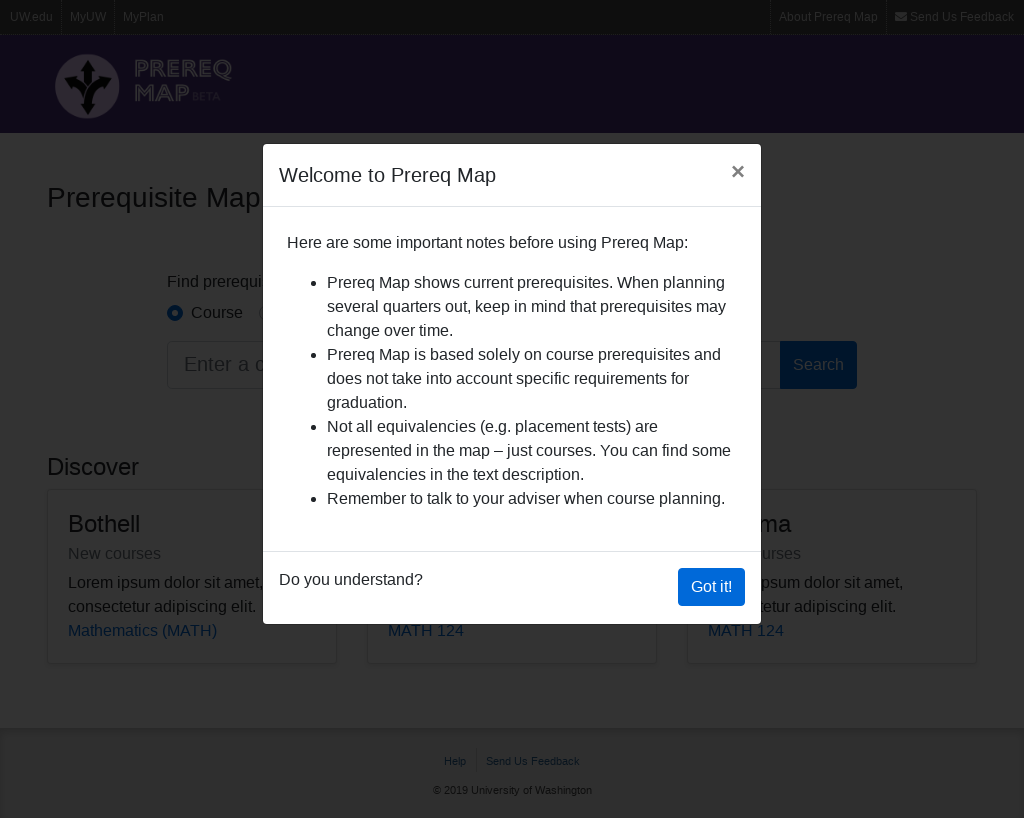 UW.edu
MyUW
MyPlan
About Prereq Map
Send Us Feedback
PREREQ
MAP BETA
Welcome to Prereq Map
×
Prerequisite Map
Here are some important notes before using Prereq Map:
Find prerequi
Course
Enter a c
Search
• Prereq Map shows current prerequisites. When planning
several quarters out, keep in mind that prerequisites may
change over time.
• Prereq Map is based solely on course prerequisites and
does not take into account specific requirements for
graduation.
• Not all equivalencies (e.g. placement tests) are
represented in the map – just courses. You can find some
equivalencies in the text description.
• Remember to talk to your adviser when course planning.
Do you understand?
Got it!
Discover
Bothell
New courses
Lorem ipsum dolor sit amet,
consectetur adipiscing elit.
Mathematics (MATH)
MATH 124
ma
urses
psum dolor sit amet,
tetur adipiscing elit.
MATH 124
Help
Send Us Feedback
© 2019 University of Washington